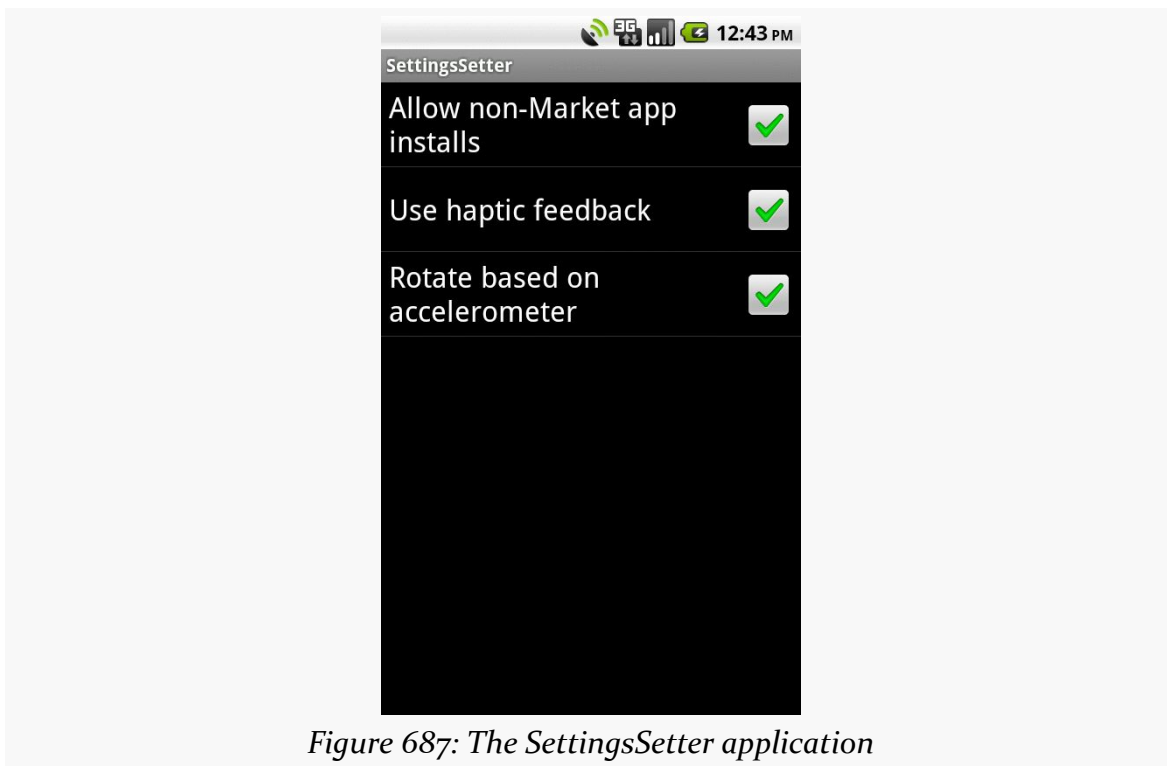 3G 12:43 PM
SettingsSetter
Allow non-Market app
installs
Use haptic feedback
Rotate based on
accelerometer
Figure 687: The SettingsSetter application